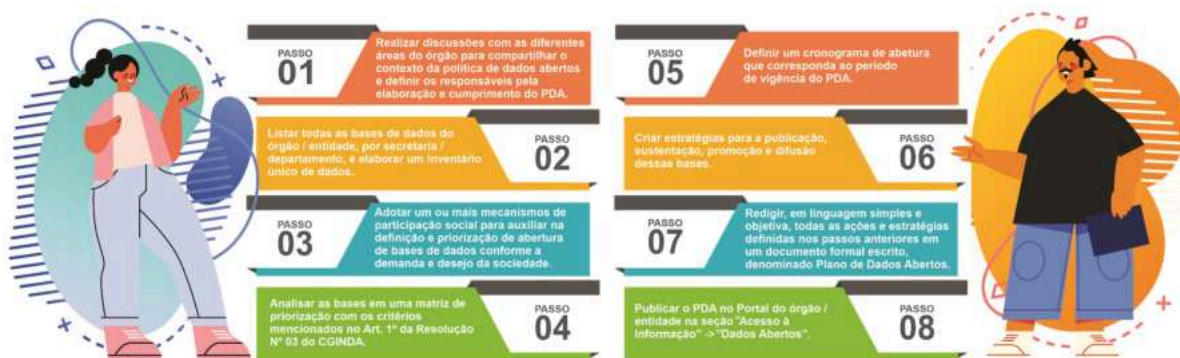 PASSO
01
Realizar discussões com as diferentes
áreas do órgão para compartilhar o
contexto da política de dados abertos
e definir os responsáveis pela
elaboração e cumprimento do PDA.
Listar todas as bases de dados do
órgão / entidade, por secretaria /
departamento, e elaborar um inventário
único de dados.
PASSO
02
PASSO
03
Adotar um ou mais mecanismos de
participação social para auxiliar na
definição e priorização de abertura
de bases de dados conforme a
demanda e desejo da sociedade.
Analisar as bases em uma matriz de
priorização com os critérios
mencionados no Art. 1º da Resolução
Nº 03 do CGINDA.
PASSO
04
PASSO
05
Definir um cronograma de abetura
que corresponda ao período
de vigência do PDA.
Criar estratégias para a publicação,
sustentação, promoção e difusão
dessas bases.
PASSO
06
PASSO
07
Redigir, em linguagem simples e
objetiva, todas as ações e estratégias
definidas nos passos anteriores em
um documento formal escrito,
denominado Plano de Dados Abertos.
Publicar o PDA no Portal do órgão /
entidade na seção "Acesso à
Informação" ->"Dados Abertos".
PASSO
08